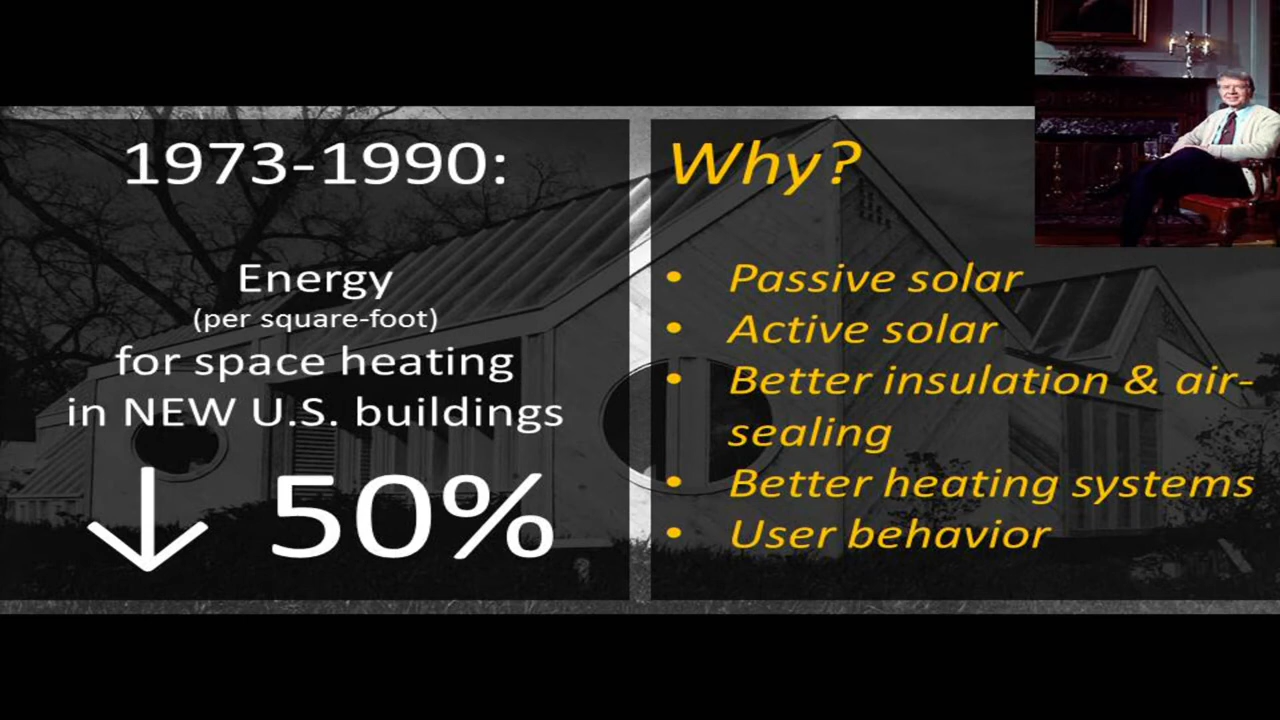 1973-1990:
Energy
(per square-foot)
for space heating
in NEW U.S. buildings
↓ 50%
Why?
• Passive solar
• Active solar
• Better insulation & air-
sealing
• Better heating systems
• User behavior